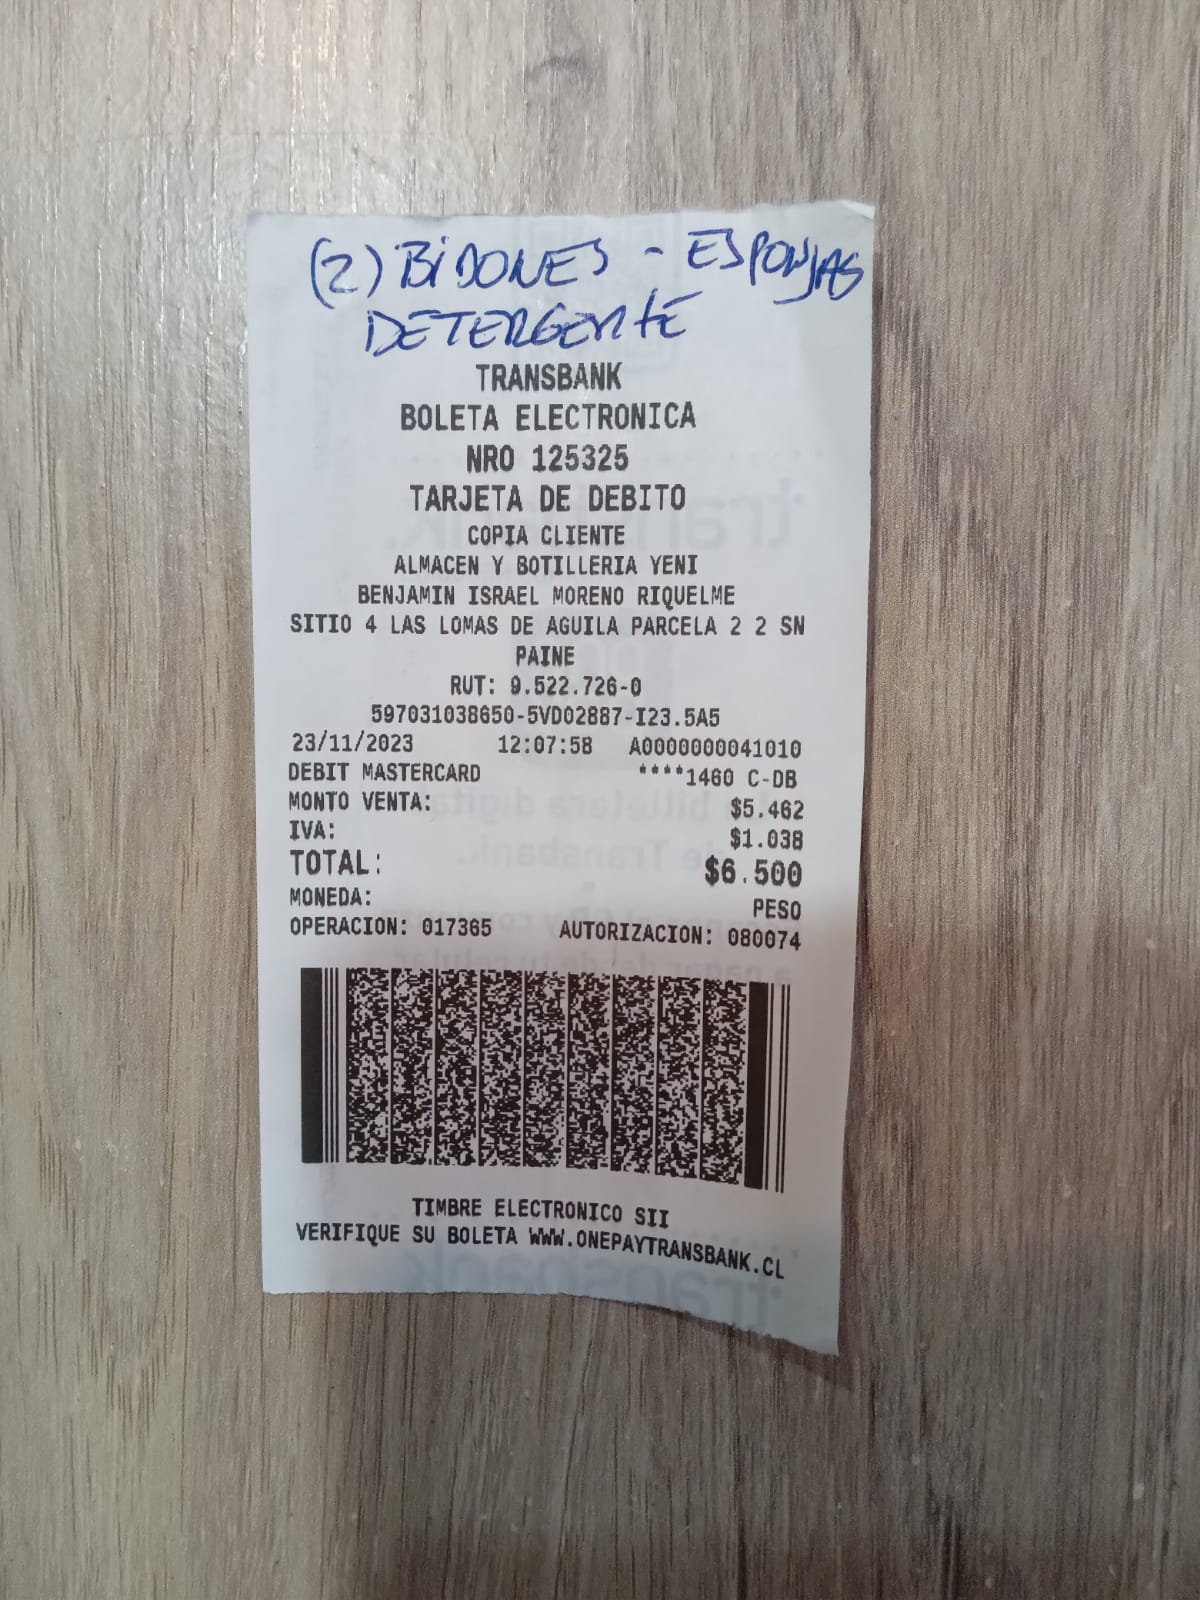 (2) BIDONES - ESPONJAS
DETERGENTE
TRANSBANK
BOLETA ELECTRONICA
NRO 125325
TARJETA DE DEBITO
COPIA CLIENTE
ALMACEN Y BOTILLERIA YENI
BENJAMIN ISRAEL MORENO RIQUELME
SITIO 4 LAS LOMAS DE AGUILA PARCELA 2 2 SN
PAINE
RUT: 9.522.726-0
597031038650-5VD02887-I23.5A5
23/11/2023 12:07:58 A0000000041010
DEBIT MASTERCARD ****1460 C-DB
MONTO VENTA: $5.462
IVA: $1.038
TOTAL: $6.500
MONEDA: PESO
OPERACION: 017365 AUTORIZACION: 080074
TIMBRE ELECTRONICO SII
VERIFIQUE SU BOLETA WWW.ONEPAYTRANSBANK.CL